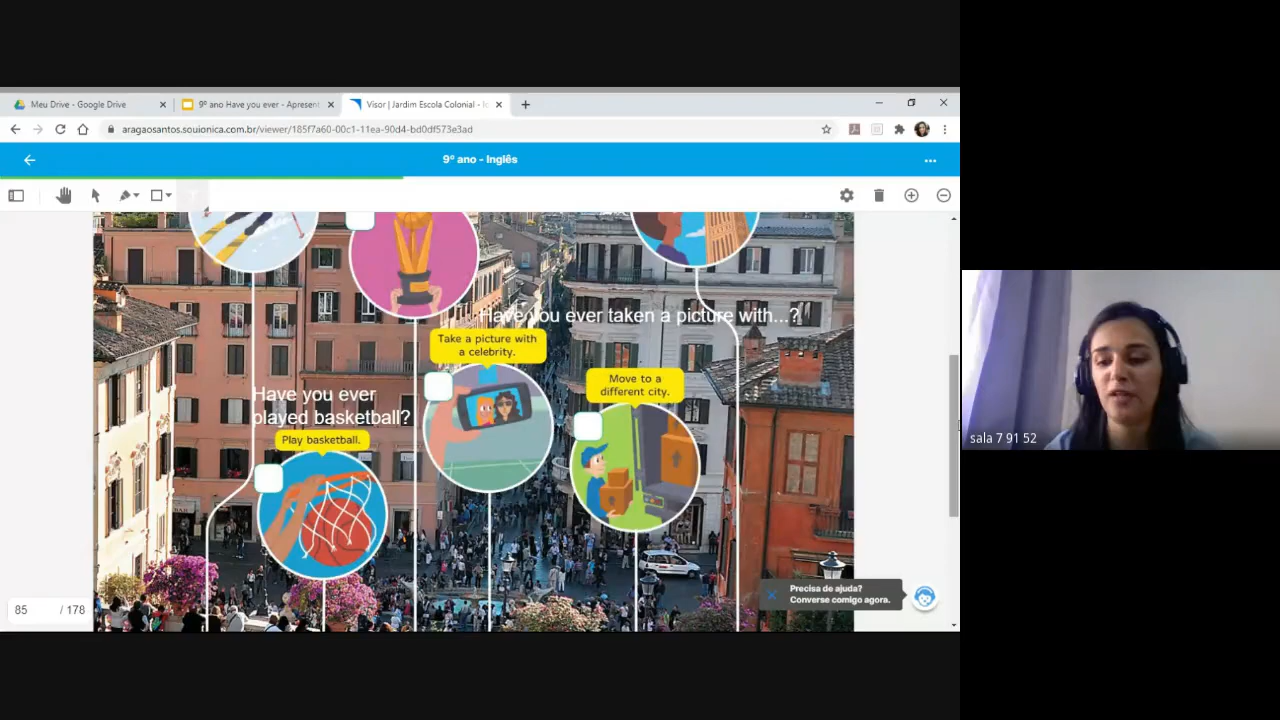 Meu Drive - Google Drive
9º ano Have you ever - Apresent
Visor | Jardim Escola Colonial - Io
aragaosantos.souionica.com.br/viewer/185f7a60-00c1-11ea-90d4-bd0df573e3ad
9º ano - Inglês
Have you ever taken a picture with...?
Take a picture with
a celebrity.
Move to a
different city.
Have you ever
played basketball?
Play basketball.
sala 7 91 52
Precisa de ajuda?
Converse comigo agora.
85 / 178